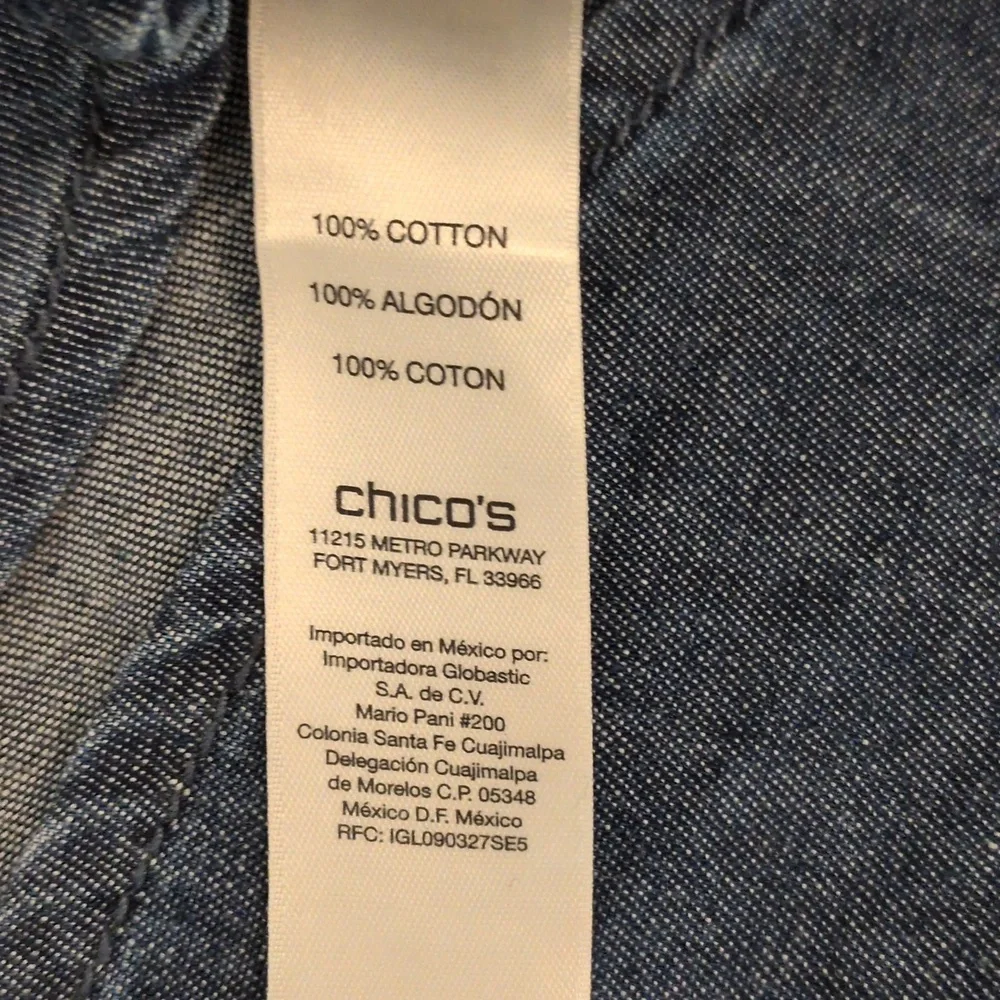 100% COTTON
100% ALGODÓN
100% COTON
chico's
11215 METRO PARKWAY
FORT MYERS, FL 33966
Importado en México por:
Importadora Globastic
S.A. de C.V.
Mario Pani #200
Colonia Santa Fe Cuajimalpa
Delegación Cuajimalpa
de Morelos C.P. 05348
México D.F. México
RFC: IGL090327SE5